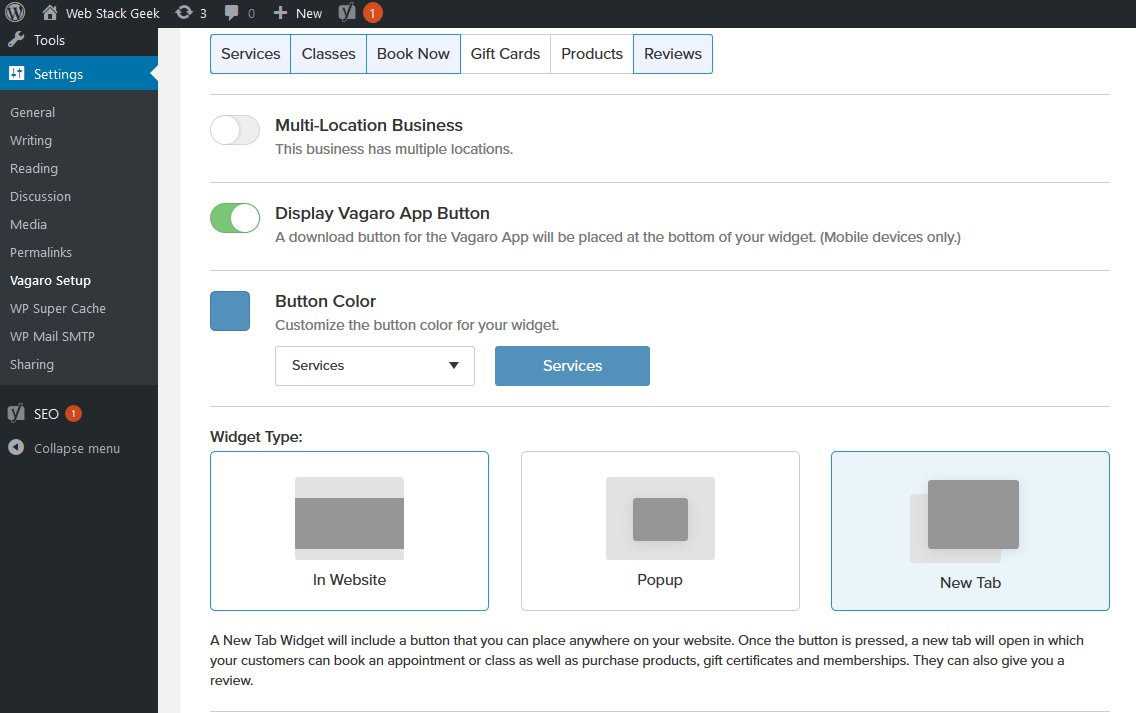 Web Stack Geek 3 0 New 1
Tools
Settings
General
Writing
Reading
Discussion
Media
Permalinks
Vagaro Setup
WP Super Cache
WP Mail SMTP
Sharing
SEO 1
Collapse menu
Services Classes Book Now Gift Cards Products Reviews
Multi-Location Business
This business has multiple locations.
Display Vagaro App Button
A download button for the Vagaro App will be placed at the bottom of your widget. (Mobile devices only.)
Button Color
Customize the button color for your widget.
Services Services
Widget Type:
In Website Popup New Tab
A New Tab Widget will include a button that you can place anywhere on your website. Once the button is pressed, a new tab will open in which
your customers can book an appointment or class as well as purchase products, gift certificates and memberships. They can also give you a
review.